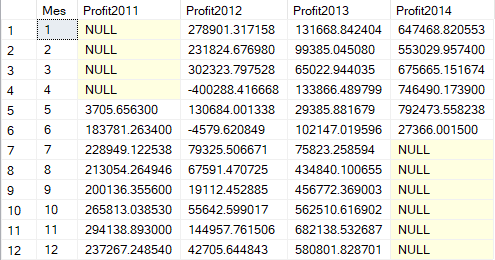 Mes Profit2011 Profit2012 Profit2013 Profit2014
1 1 NULL 278901.317158 131668.842404 647468.820553
2 2 NULL 231824.676980 99385.045080 553029.957400
3 3 NULL 302323.797528 65022.944035 675665.151674
4 4 NULL -400288.416668 133866.489799 746490.173900
5 5 3705.656300 130684.001338 29385.881679 792473.558238
6 6 183781.263400 -4579.620849 102147.019596 27366.001500
7 7 228949.122538 79325.506671 75823.258594 NULL
8 8 213054.264946 67591.470725 434840.100655 NULL
9 9 200136.355600 19112.452885 456772.369003 NULL
10 10 265813.038530 55642.599017 562510.616902 NULL
11 11 294138.893000 144957.761506 682138.532687 NULL
12 12 237267.248540 42705.644843 580801.828701 NULL